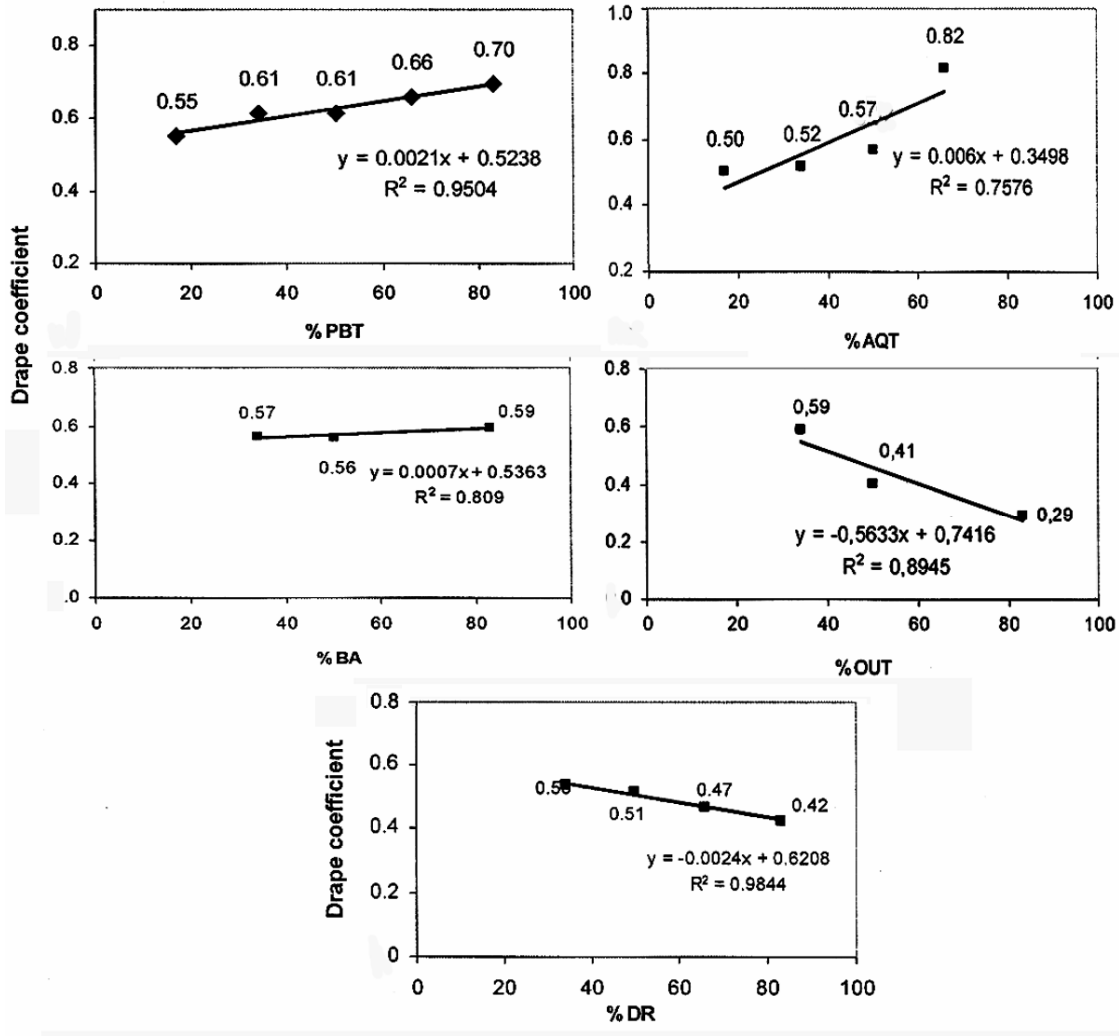 0.8
0.6
0.4
0.2
0.55
0.61
0.61
0.66
0.70
y = 0.0021x + 0.5238
R² = 0.9504
0 20 40 60 80 100
% PBT
1.0
0.8
0.6
0.4
0.2
0.50
0.52
0.57
0.82
y = 0.006x + 0.3498
R² = 0.7576
0 20 40 60 80 100
%AQT
Drape coefficient
0.8
0.6
0.4
0.2
.0
0.57
0.56
0.59
y = 0.0007x + 0.5363
R² = 0.809
0 20 40 60 80 100
% BA
0.8
0.6
0.4
0.2
0
0,59
0,41
0,29
y = -0,5633x + 0,7416
R² = 0,8945
0 20 40 60 80 100
%OUT
Drape coefficient
0.8
0.6
0.4
0.2
0
0.51
0.47
0.42
y = -0.0024x + 0.6208
R² = 0.9844
0 20 40 60 80 100
% DR